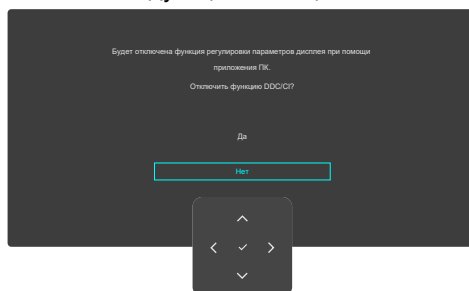 Будет отключена функция регулировки параметров дисплея при помощи
приложения ПК.
Отключить функцию DDC/CI?
Да
Нет